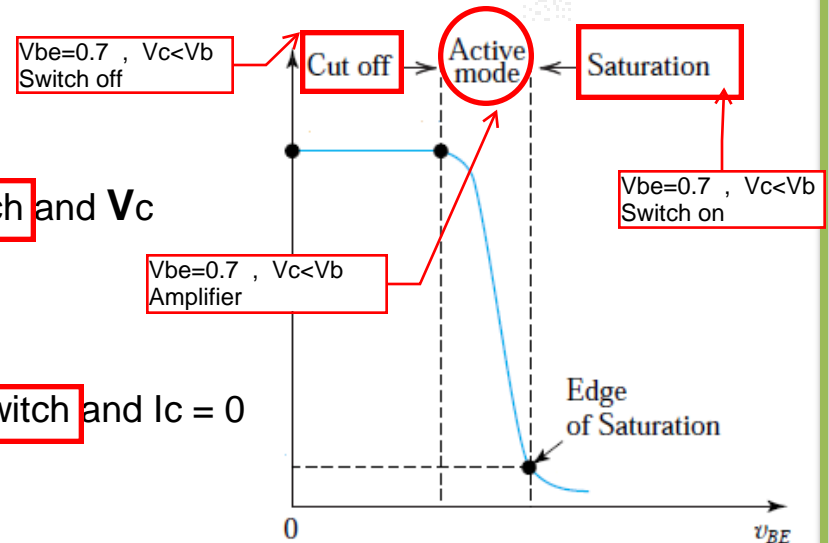 Vbe=0.7 , Vc<Vb
Switch off
Cut off
Active
mode
Saturation
Vbe=0.7 , Vc<Vb
Switch on
ch and Vc
Vbe=0.7 , Vc<Vb
Amplifier
witch and Ic = 0
Edge
of Saturation
0
vBE